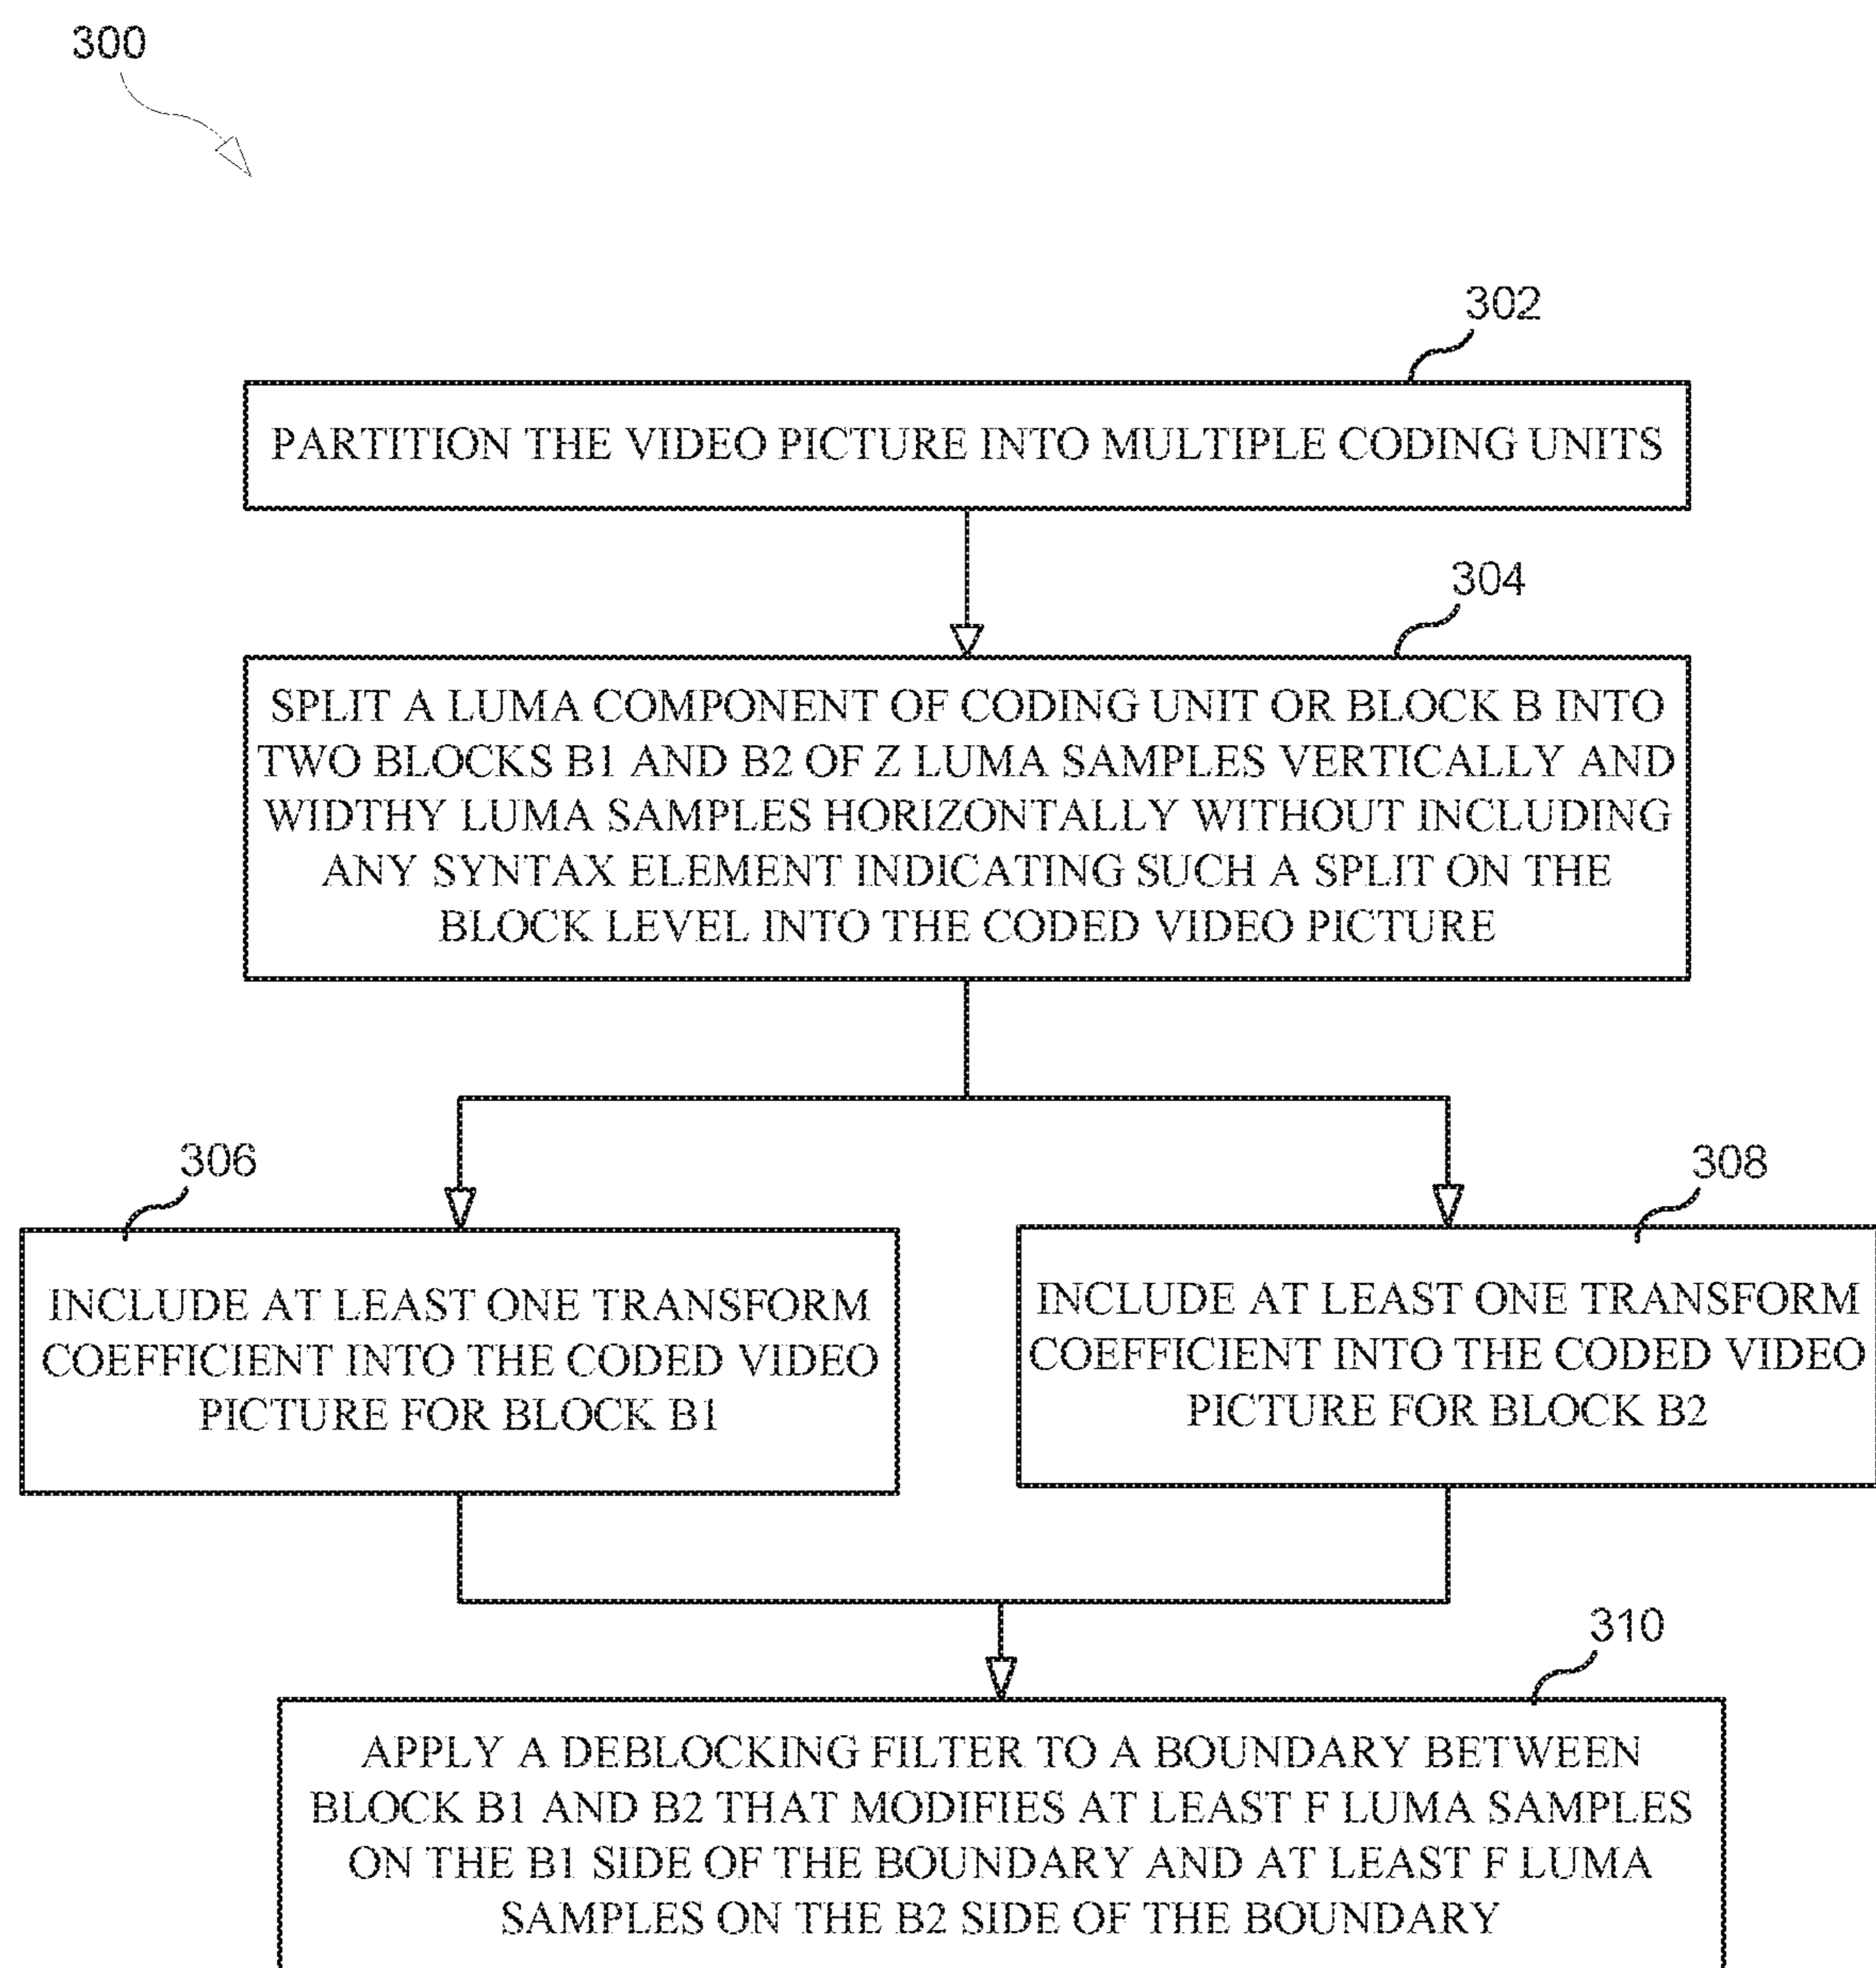 300
302
PARTITION THE VIDEO PICTURE INTO MULTIPLE CODING UNITS
304
SPLIT A LUMA COMPONENT OF CODING UNIT OR BLOCK B INTO
TWO BLOCKS B1 AND B2 OF Z LUMA SAMPLES VERTICALLY AND
WIDTHY LUMA SAMPLES HORIZONTALLY WITHOUT INCLUDING
ANY SYNTAX ELEMENT INDICATING SUCH A SPLIT ON THE
BLOCK LEVEL INTO THE CODED VIDEO PICTURE
306
INCLUDE AT LEAST ONE TRANSFORM
COEFFICIENT INTO THE CODED VIDEO
PICTURE FOR BLOCK B1
308
INCLUDE AT LEAST ONE TRANSFORM
COEFFICIENT INTO THE CODED VIDEO
PICTURE FOR BLOCK B2
310
APPLY A DEBLOCKING FILTER TO A BOUNDARY BETWEEN
BLOCK B1 AND B2 THAT MODIFIES AT LEAST F LUMA SAMPLES
ON THE B1 SIDE OF THE BOUNDARY AND AT LEAST F LUMA
SAMPLES ON THE B2 SIDE OF THE BOUNDARY